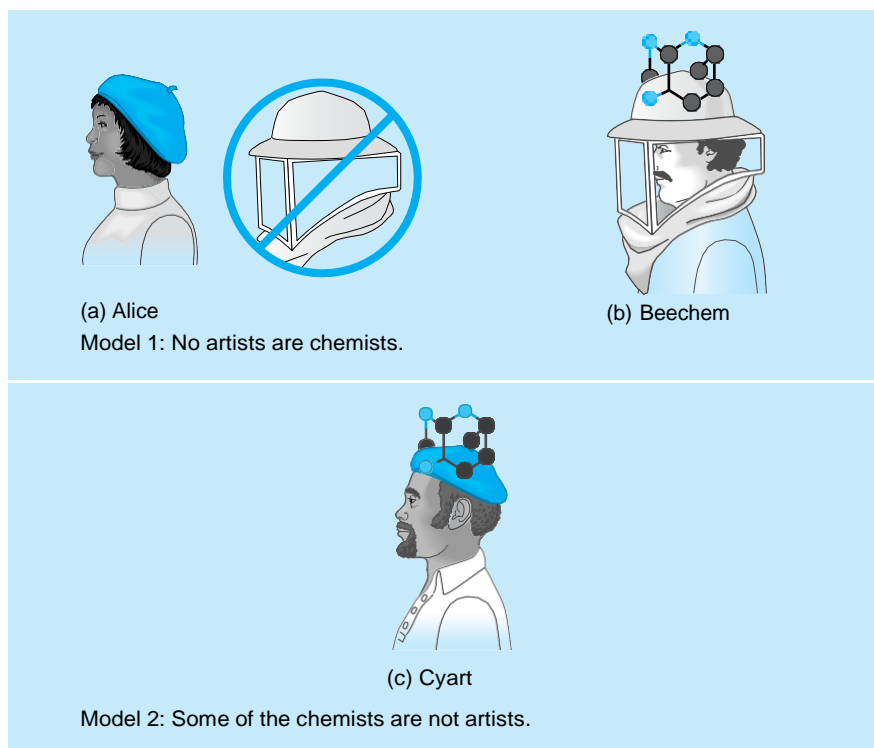 (a) Alice
(b) Beechem
Model 1: No artists are chemists.
(c) Cyart
Model 2: Some of the chemists are not artists.